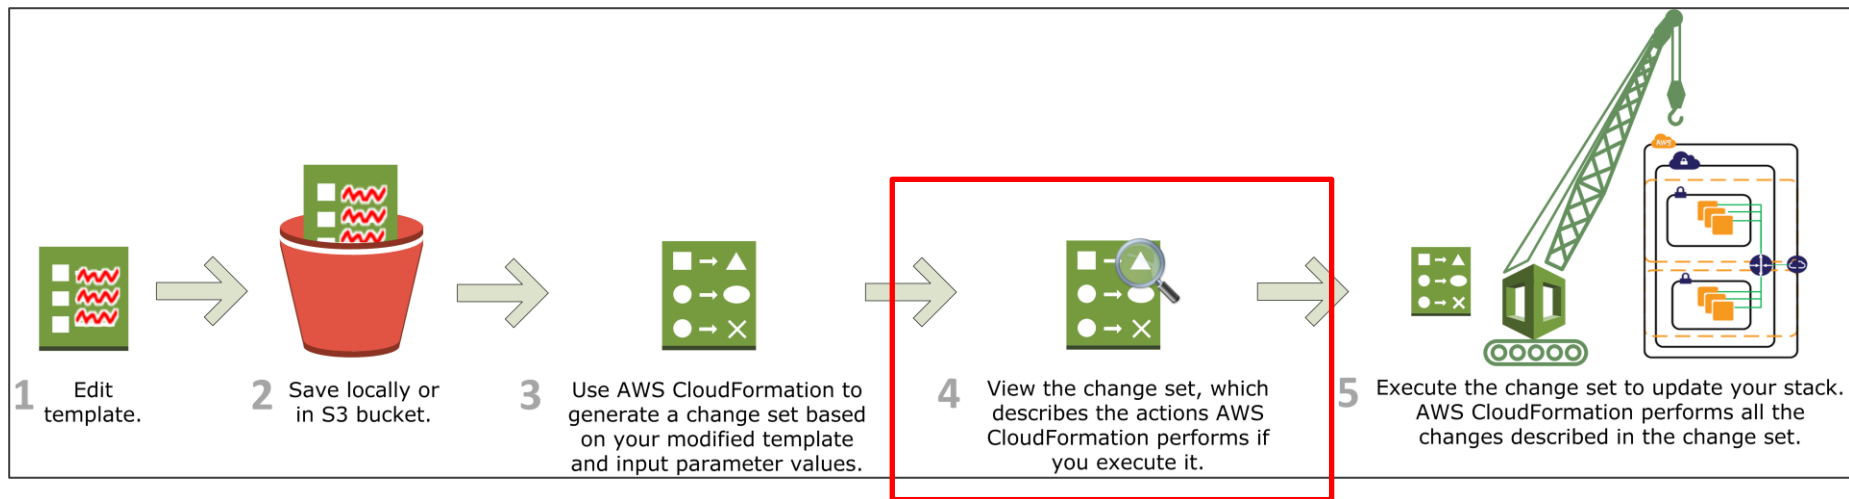 AWS
1 Edit
template.
2 Save locally or
in S3 bucket.
3 Use AWS CloudFormation to
generate a change set based
on your modified template
and input parameter values.
4 View the change set, which
describes the actions AWS
CloudFormation performs if
you execute it.
5 Execute the change set to update your stack.
AWS CloudFormation performs all the
changes described in the change set.